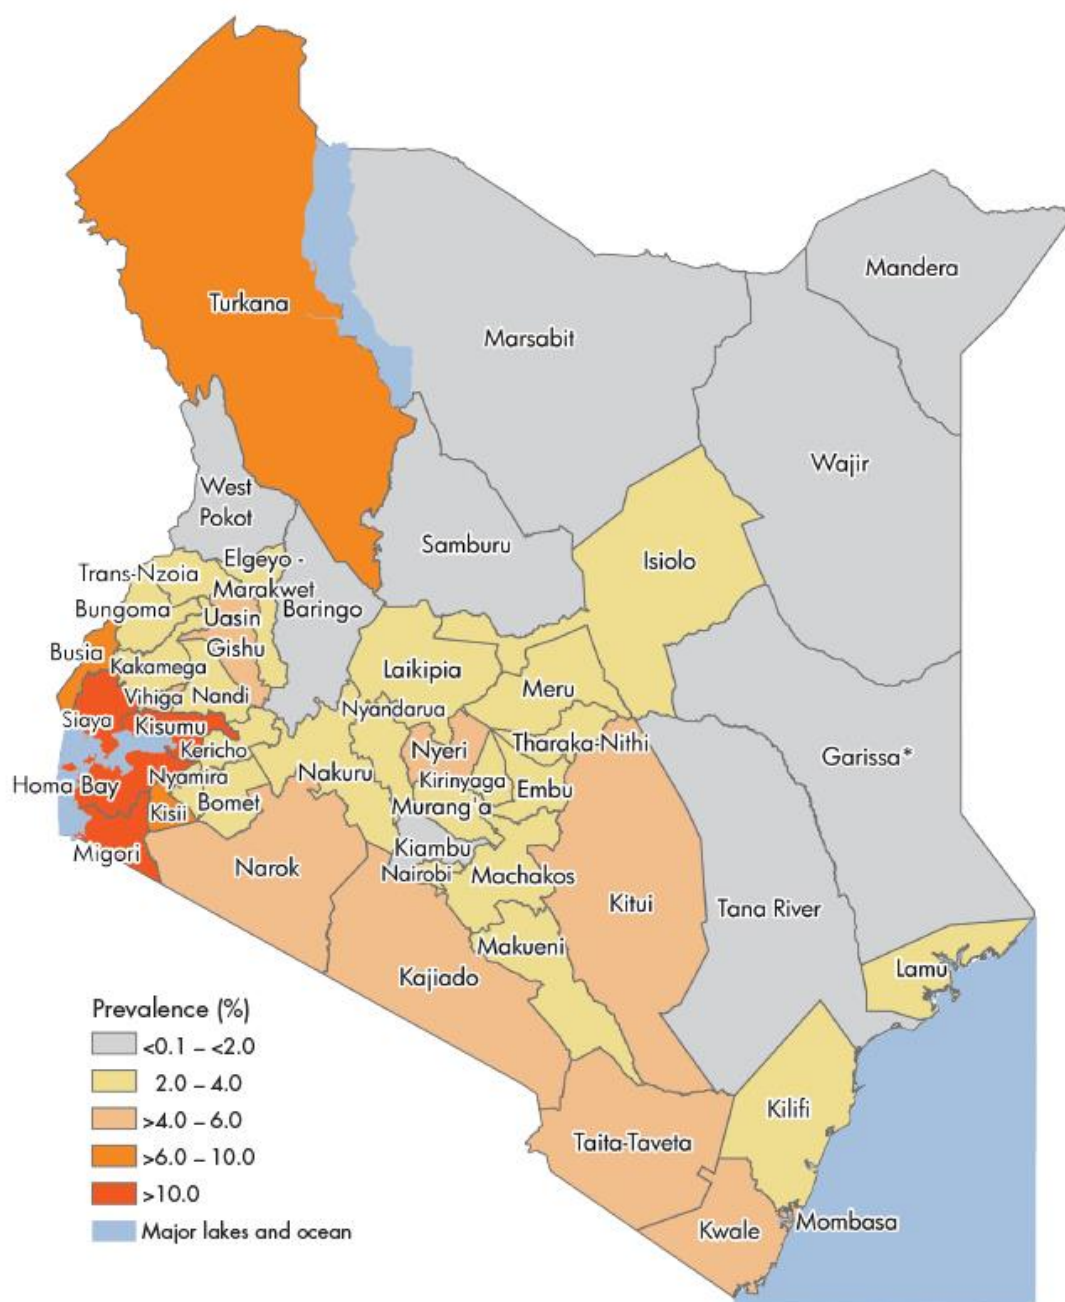 Mandera
Turkana
Marsabit
Wajir
West
Pokot
Samburu
Isiolo
Elgeyo -
Marakwet
Trans-Nzoia
Baringo
Bungoma
Uasin
Gishu
Busia
Kakamega
Laikipia
Meru
Vihiga
Nandi
Nyandarua
Siaya
Kisumu
Tharaka-Nithi
Nyeri
Garissa*
Kericho
Nakuru
Nyamira
Kirinyaga
Homa Bay
Embu
Bomet
Murang'a
Kisii
Kiambu
Migori
Narok
Nairobi
Machakos
Kitui
Tana River
Makueni
Kajiado
Lamu
Prevalence (%)
<0.1 – <2.0
2.0 – 4.0
>4.0 – 6.0
>6.0 – 10.0
>10.0
Major lakes and ocean
Kilifi
Taita-Taveta
Kwale
Mombasa